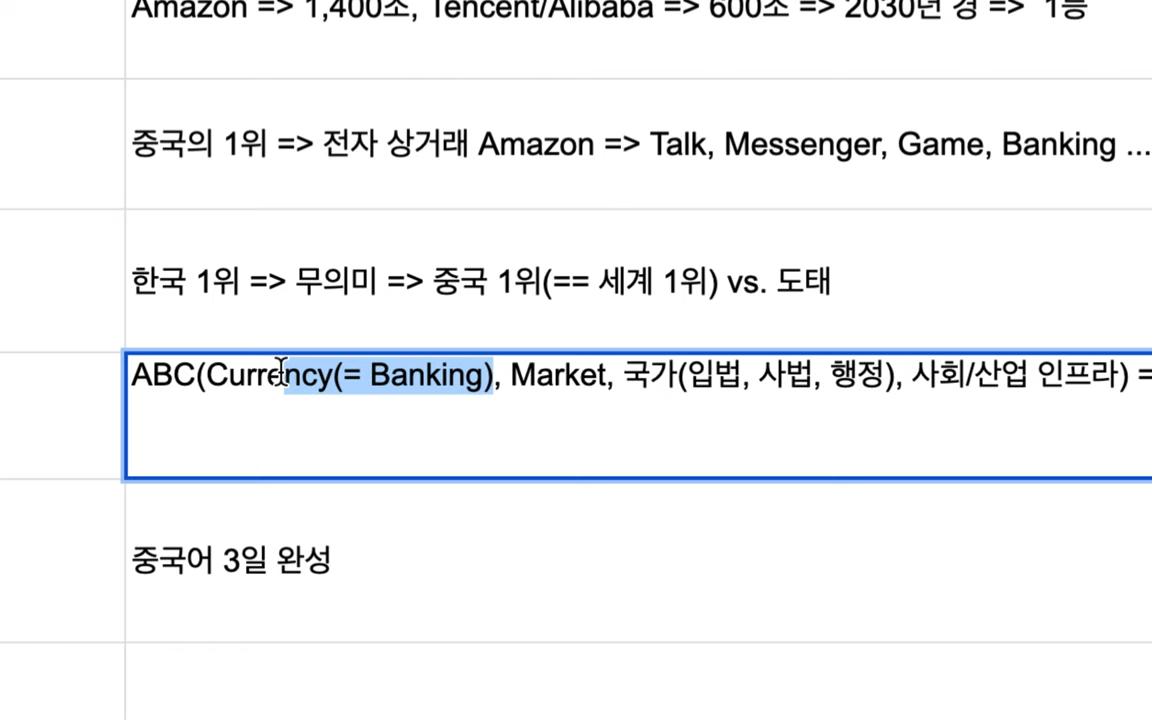 Amazon => 1,400조, Tencent/Alibaba => 600조 => 2030년 경 => 1등
중국의 1위 => 전자 상거래 Amazon => Talk, Messenger, Game, Banking ...
한국 1위 => 무의미 => 중국 1위(== 세계 1위) vs. 도태
ABC(Currency(= Banking), Market, 국가(입법, 사법, 행정), 사회/산업 인프라) =
중국어 3일 완성